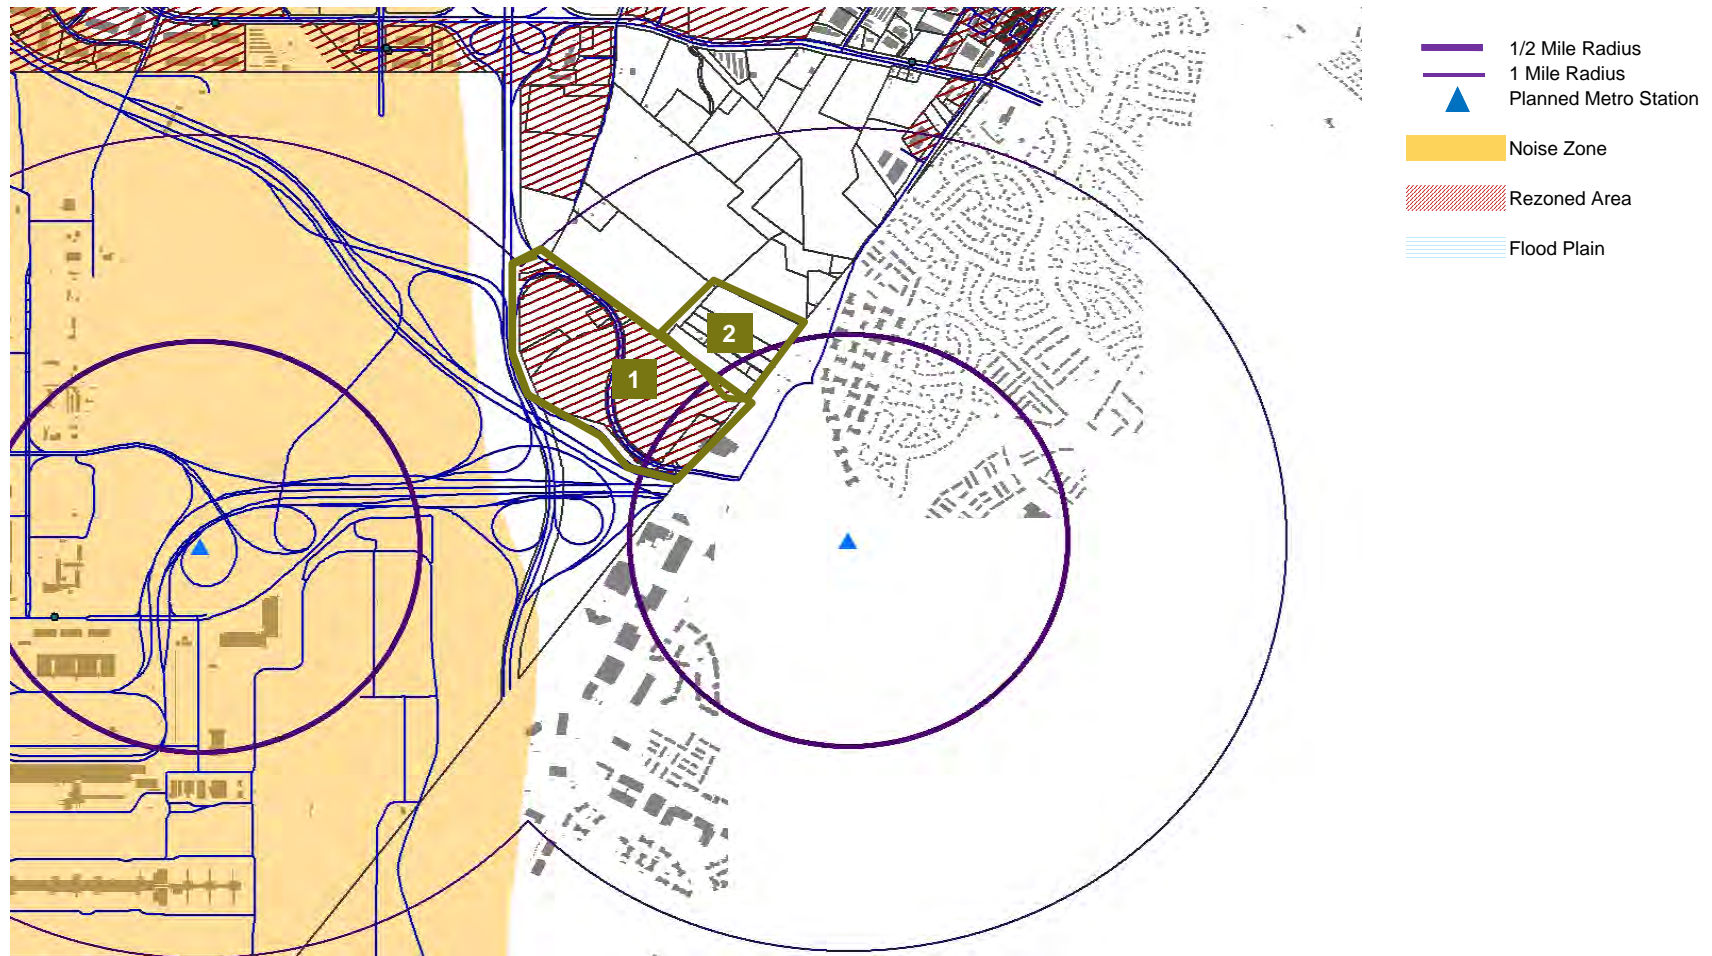 1/2 Mile Radius
1 Mile Radius
Planned Metro Station
Noise Zone
Rezoned Area
Flood Plain
2
1